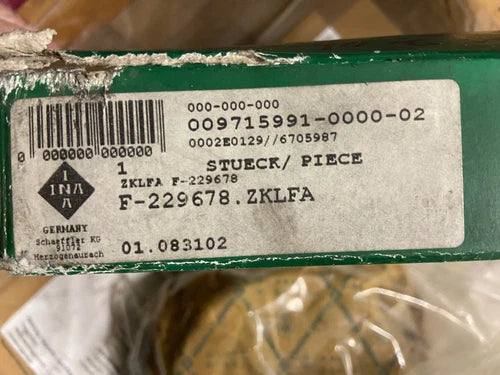 000-000-000
009715991-0000-02
0002E0129//6705987
0 000000 000000
1 STUECK/ PIECE
ZKLFA F-229678
F-229678.ZKLFA
I
INA
A
GERMANY
Schaeffler KG
91072
Herzogenaurach
01.083102